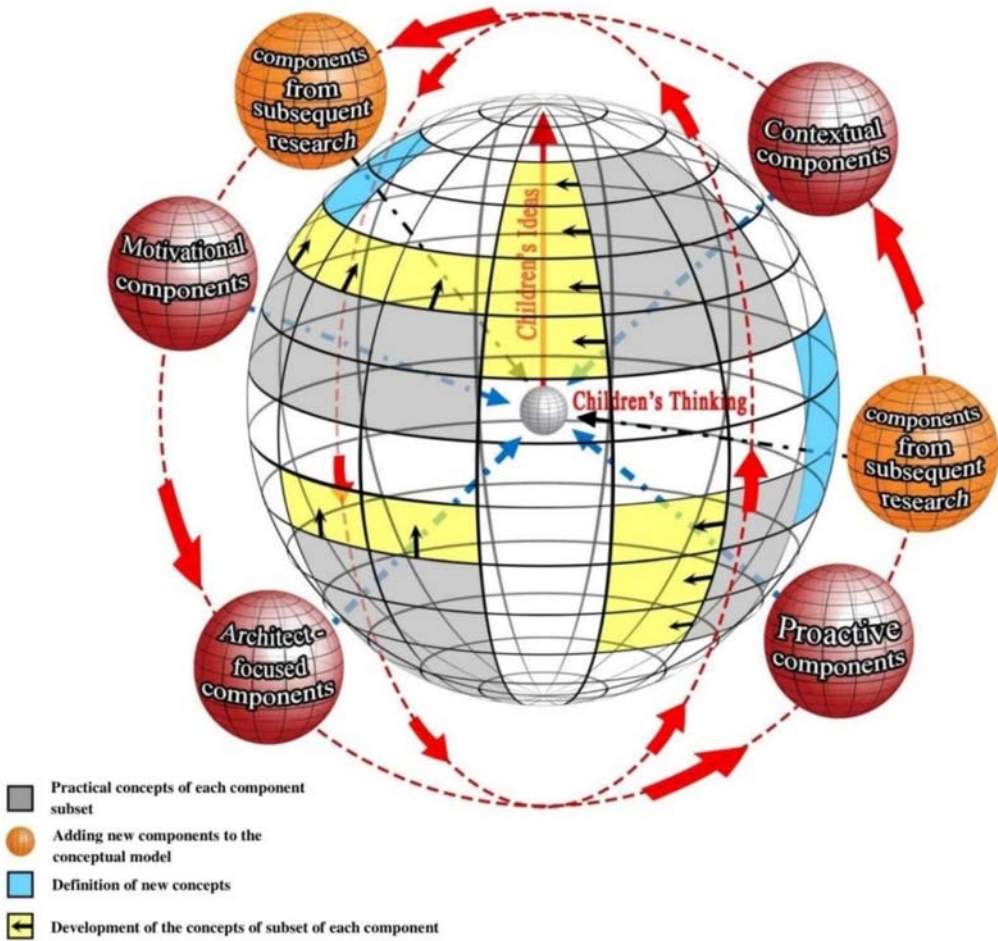 components
from
subsequent
research
Contextual
components
Motivational
components
Children's Ideas
Children's Thinking
components
from
subsequent
research
Architect-
focused
components
Proactive
components
Practical concepts of each component
subset
Adding new components to the
conceptual model
Definition of new concepts
Development of the concepts of subset of each component